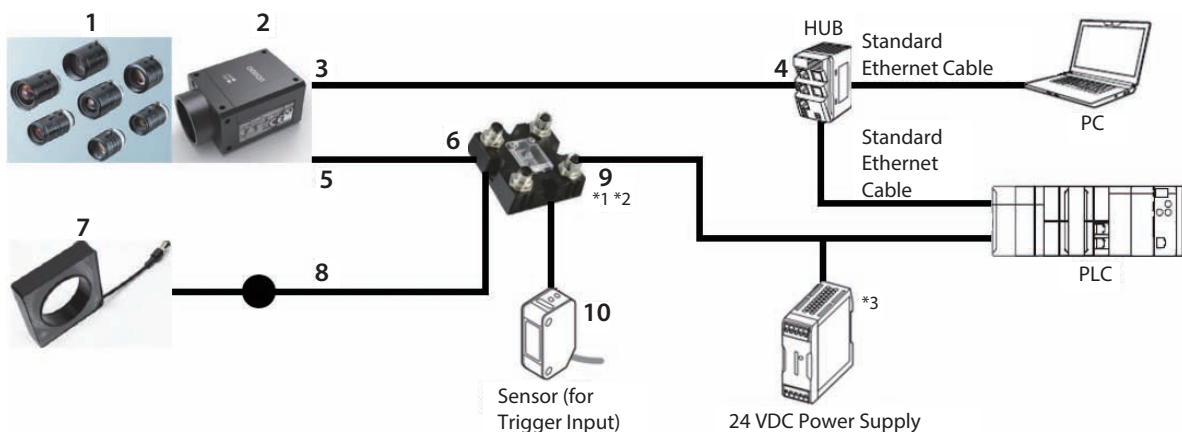 1
2
HUB
3
4
Standard
Ethernet Cable
OMRON
PC
6
5
9
*1 *2
Standard
Ethernet
Cable
7
8
10
*3
PLC
Sensor (for
Trigger Input)
24 VDC Power Supply